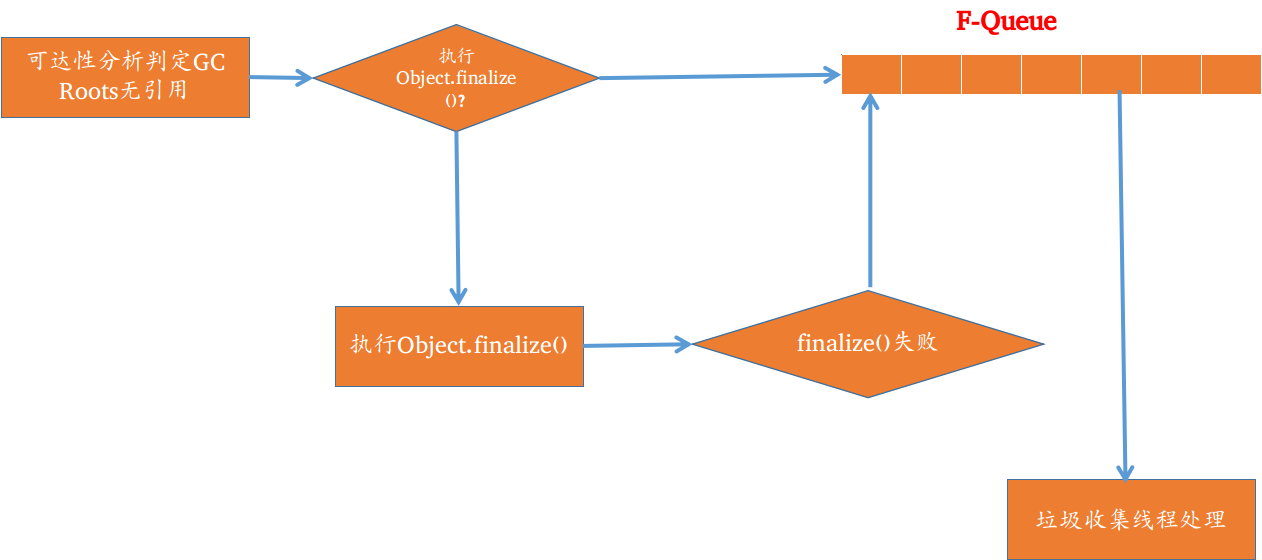 F-Queue
可达性分析判定GC
Roots无引用
执行
Object.finalize
()?
执行Object.finalize()
finalize()失败
垃圾收集线程处理